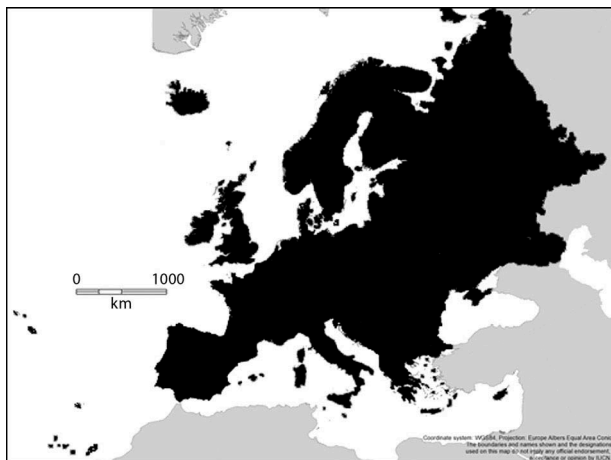 0 1000
km
Coordinate system: WGS84, Projection: Europe Albers Equal Area Conic
The boundaries and names shown and the designations
used on this map do not imply any official endorsement,
acceptance or opinion by IUCN.